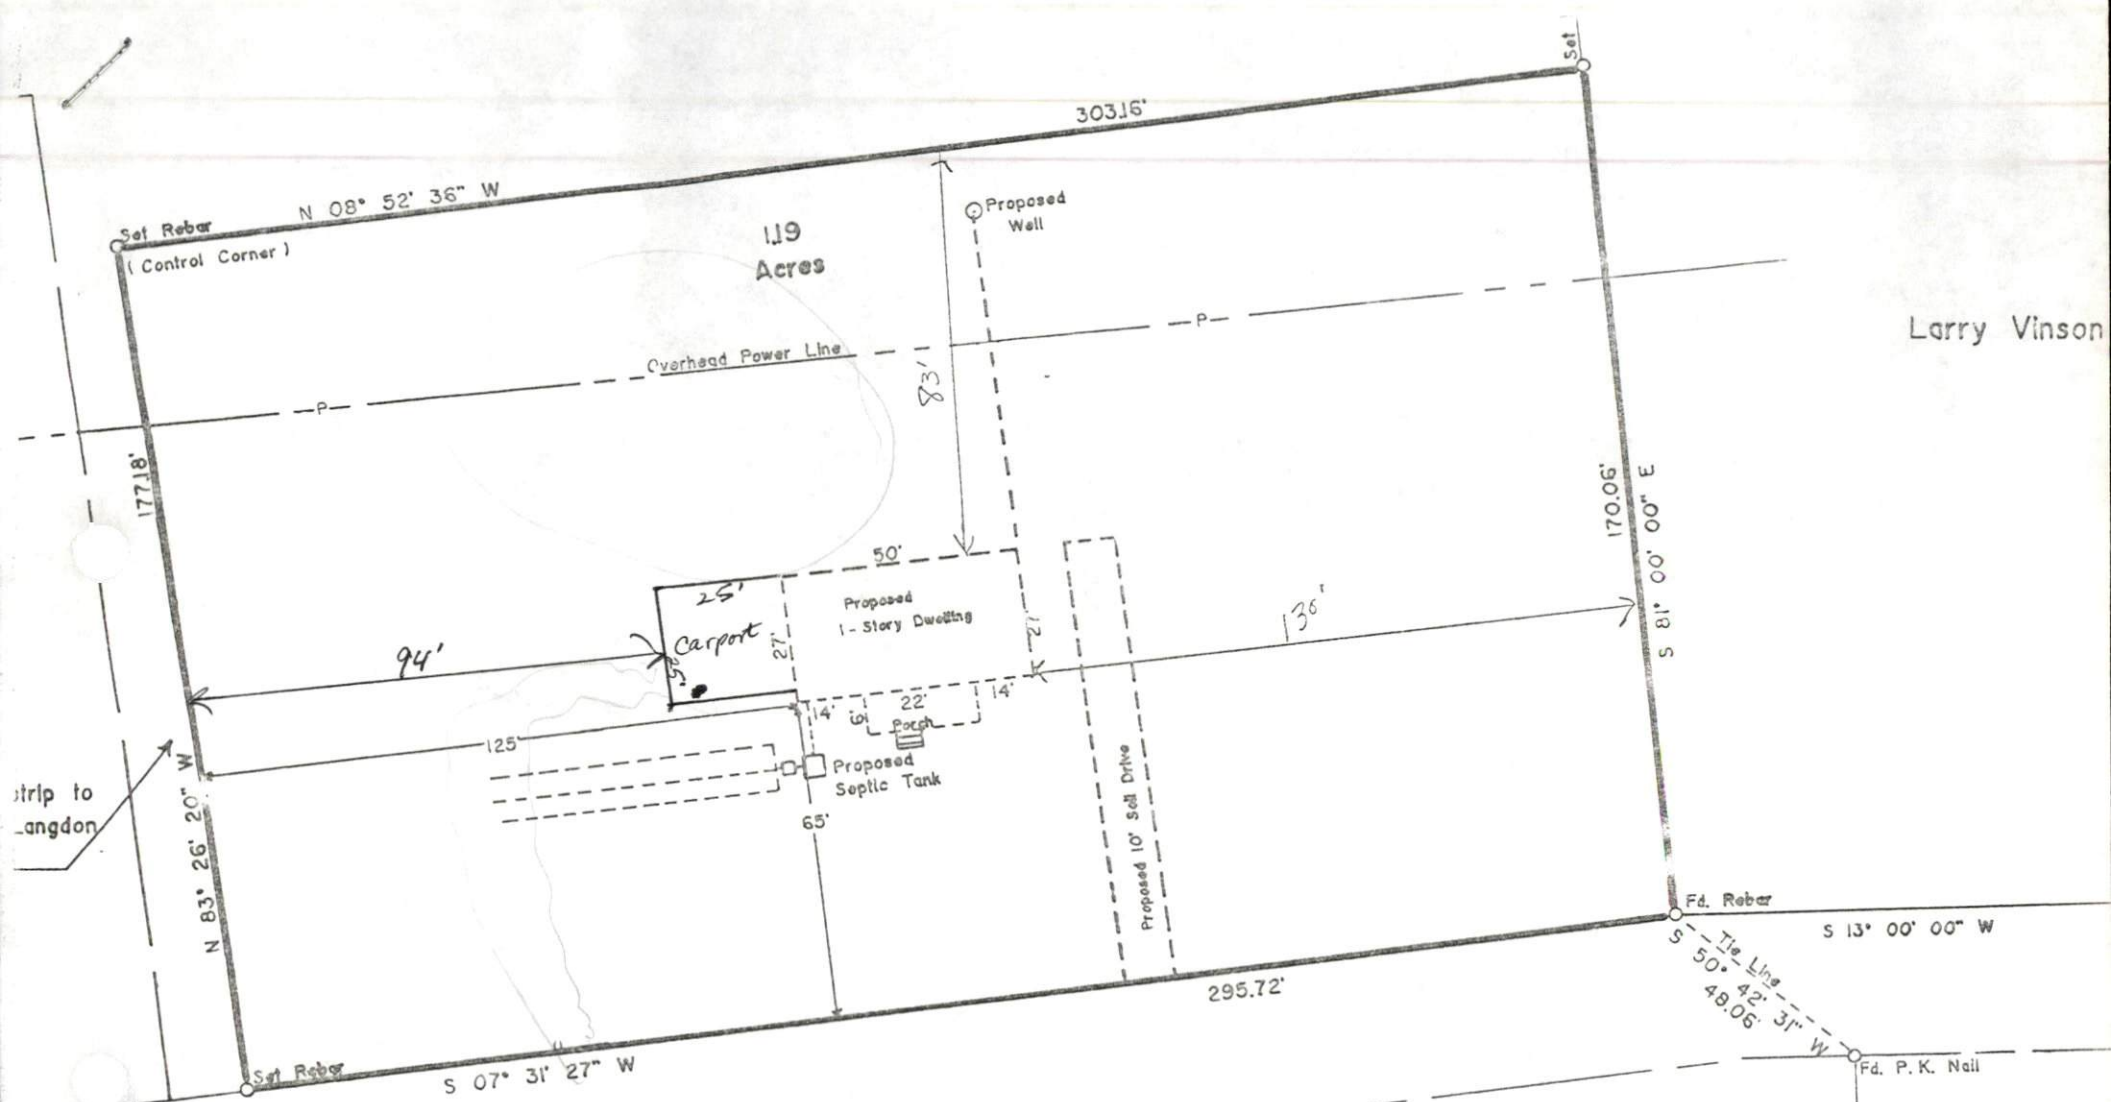 Set
303.16'
N 08° 52' 36" W
Set Rebar
( Control Corner )
1.19
Acres
Proposed
Well
Larry Vinson
Overhead Power Line
P
P
83'
177.18'
170.06'
S 81° 00' 00" E
50'
25'
Carport
25'
27'
Proposed
1 - Story Dwelling
27'
130'
94'
14'
6'
22'
14'
Porch
125'
Proposed
Septic Tank
65'
Proposed 10' Soil Drive
strip to
Langdon
N 83° 26' 20" W
Fd. Rebar
S 13° 00' 00" W
Tie Line
S 50° 42' 31" W
48.06'
295.72'
Set Rebar
S 07° 31' 27" W
Fd. P. K. Nail